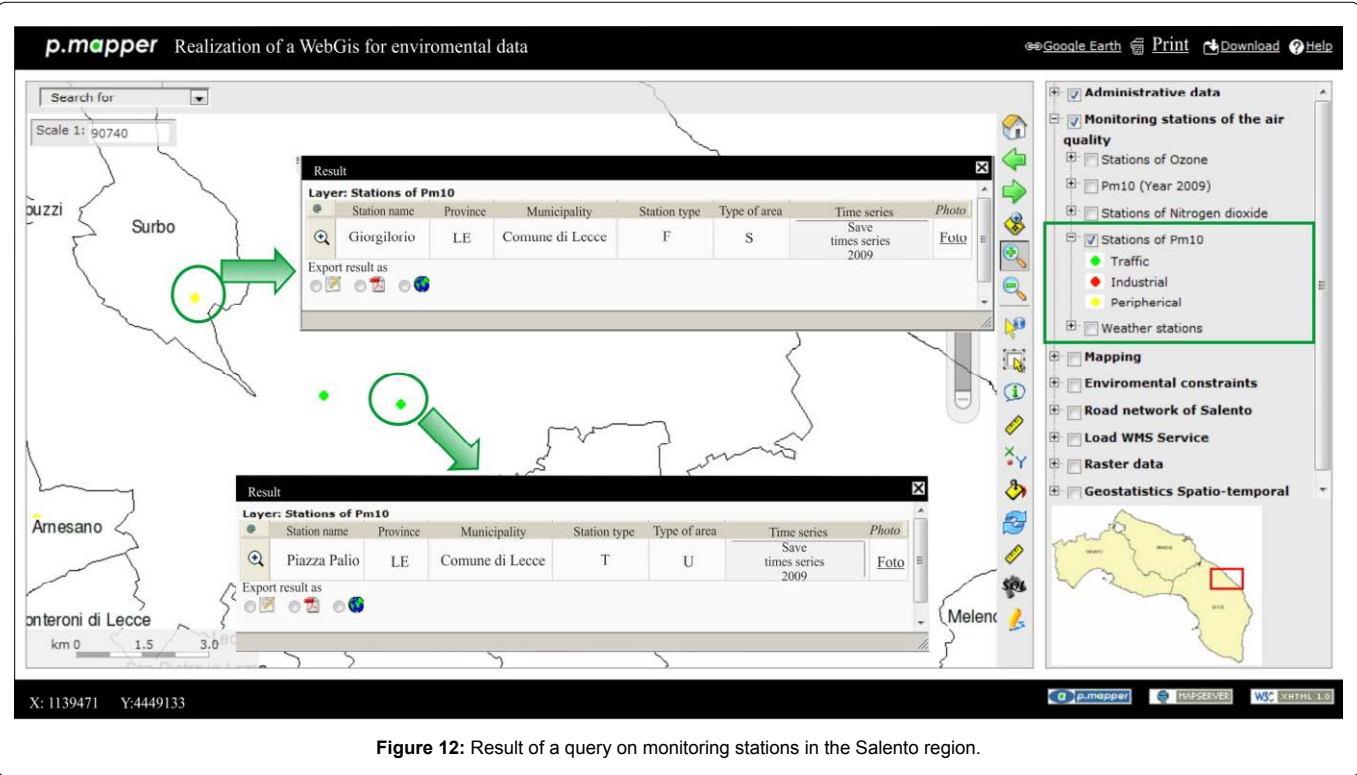 p.mapper Realization of a WebGis for enviromental data
Google Earth Print Download Help
Search for
Scale 1: 90740
Surbo
Result
Layer: Stations of Pm10
@ Station name Province Municipality Station type Type of area Time series Photo
Giorgilorio LE Comune di Lecce F S Save times series 2009 Foto
Export result as
Result
Layer: Stations of Pm10
@ Station name Province Municipality Station type Type of area Time series Photo
Piazza Palio LE Comune di Lecce T U Save times series 2009 Foto
Export result as
Arnesano
onteroni di Lecce
Melend
km 0 1.5 3.0
Administrative data
Monitoring stations of the air
quality
Stations of Ozone
Pm10 (Year 2009)
Stations of Nitrogen dioxide
Stations of Pm10
Traffic
Industrial
Peripherical
Weather stations
Mapping
Enviromental constraints
Road network of Salento
Load WMS Service
Raster data
Geostatistics Spatio-temporal
SQL
X: 1139471 Y:4449133
p.mapper MAPSERVER W3C XHTML 1.0
Figure 12: Result of a query on monitoring stations in the Salento region.